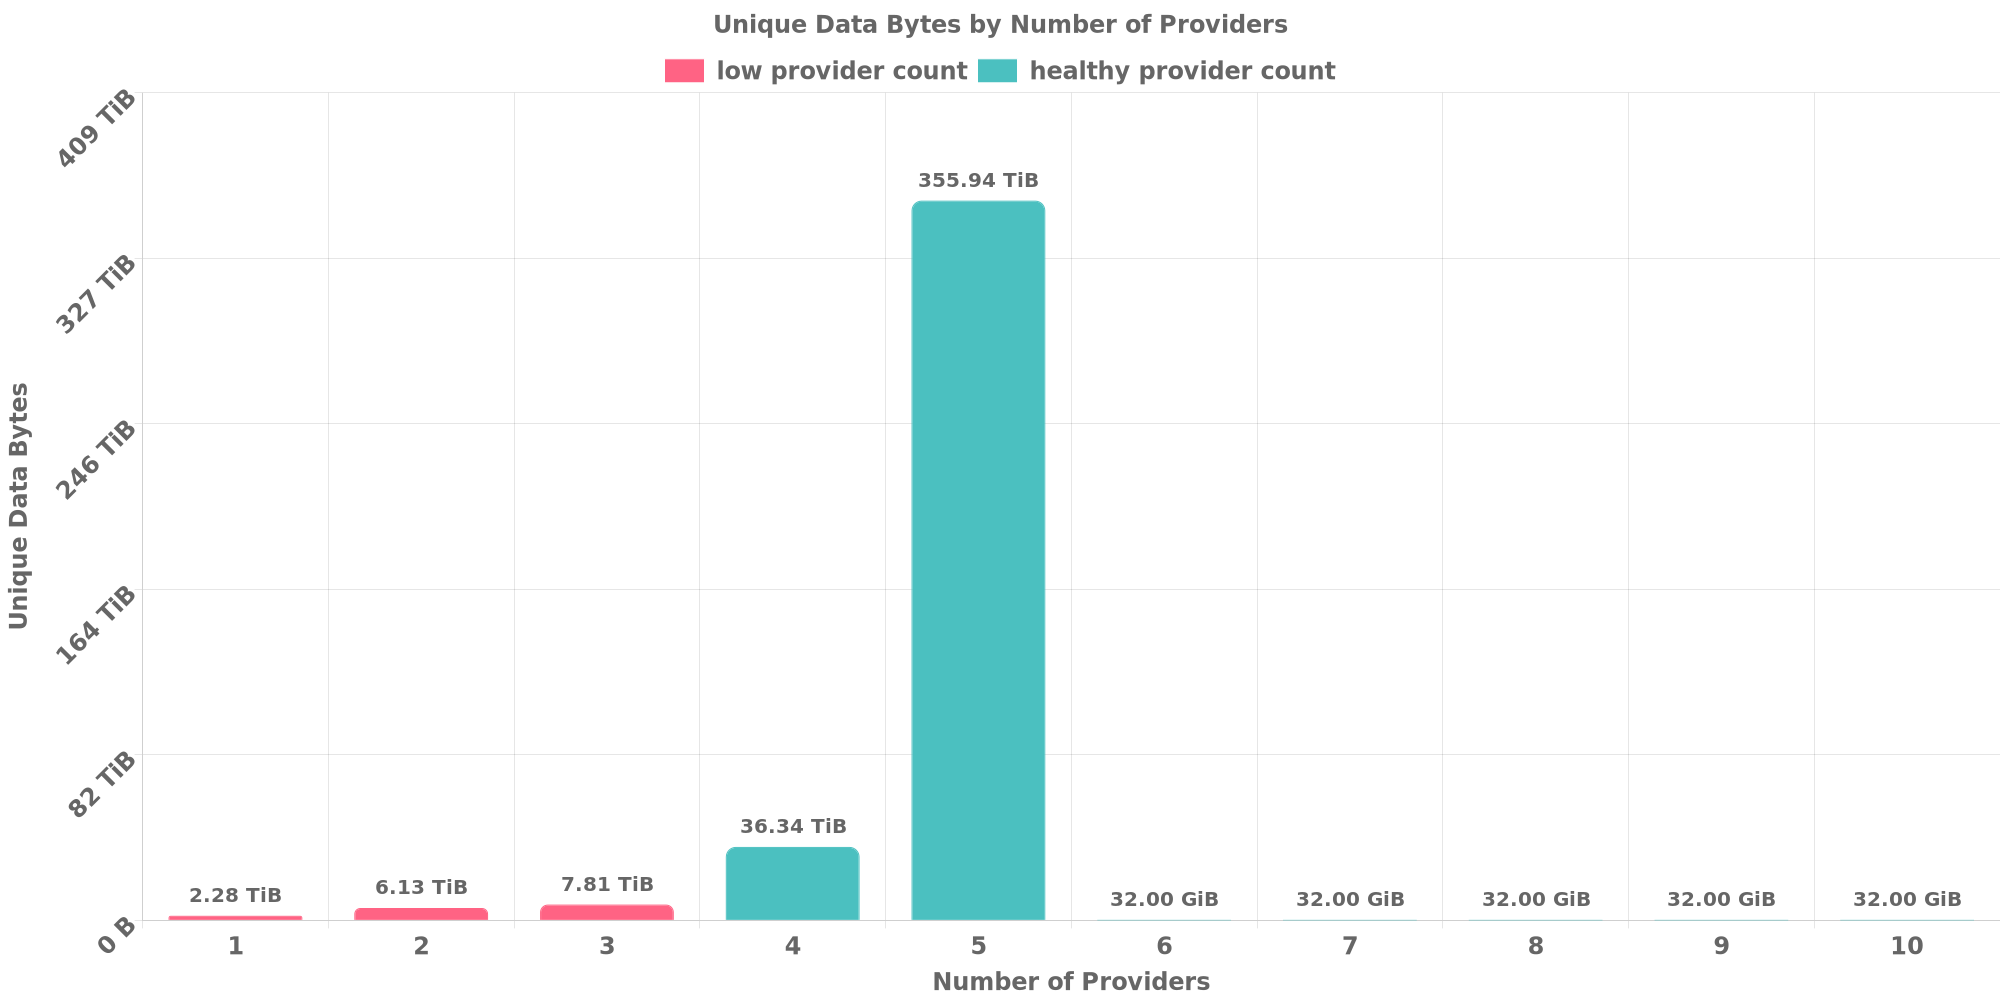 Unique Data Bytes by Number of Providers
low provider count healthy provider count
409 TiB
327 TiB
246 TiB
164 TiB
82 TiB
0 B
Unique Data Bytes
2.28 TiB
6.13 TiB
7.81 TiB
36.34 TiB
355.94 TiB
32.00 GiB
32.00 GiB
32.00 GiB
32.00 GiB
32.00 GiB
1 2 3 4 5 6 7 8 9 10
Number of Providers